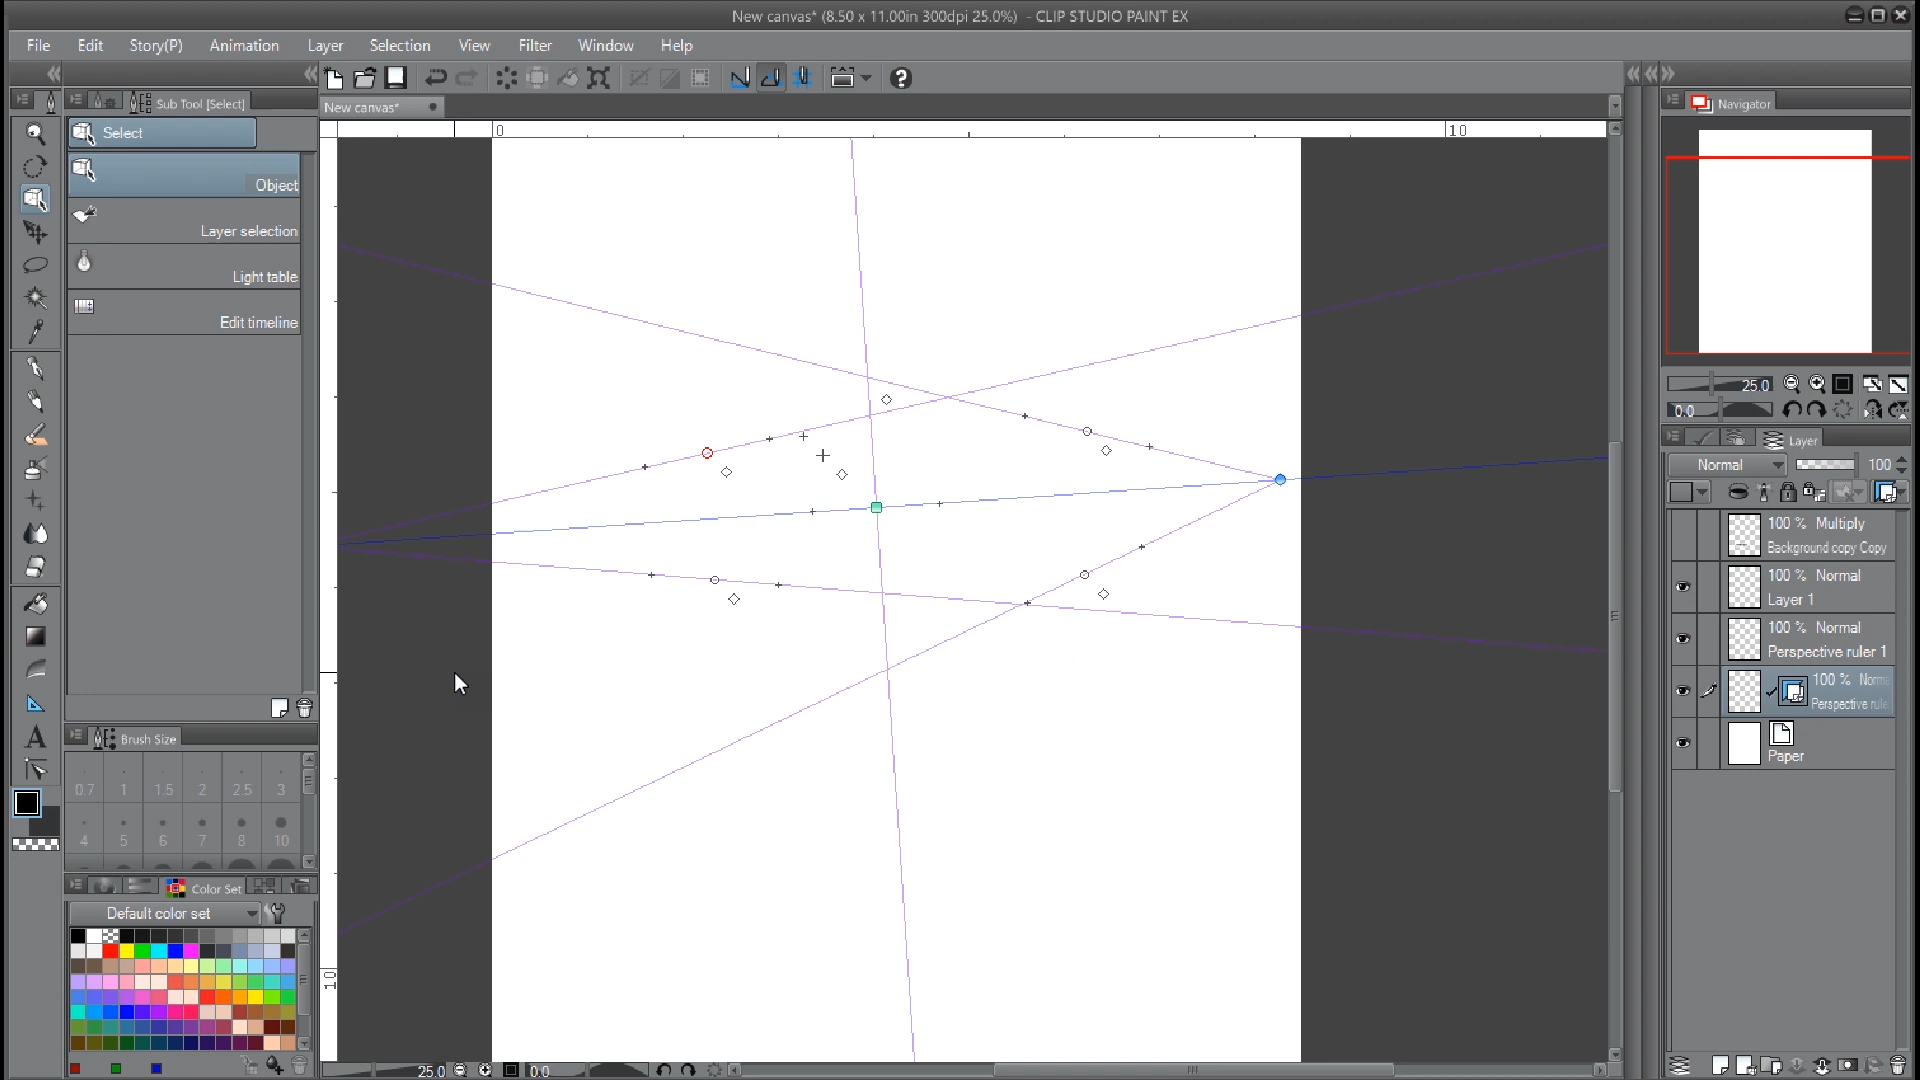 New canvas* (8.50 x 11.00in 300dpi 25.0%) - CLIP STUDIO PAINT EX
File Edit Story(P) Animation Layer Selection View Filter Window Help
Sub Tool [Select]
New canvas*
Navigator
Select
0 10
Object
Layer selection
Light table
Edit timeline
25.0
0.0
Layer
Normal 100
100 % Multiply
Background copy Copy
100 % Normal
Layer 1
100 % Normal
Perspective ruler 1
100 % Norma
Perspective rule
Paper
Brush Size
0.7 1 1.5 2 2.5 3
4 5 6 7 8 10
Color Set
Default color set
10
25.0 0.0